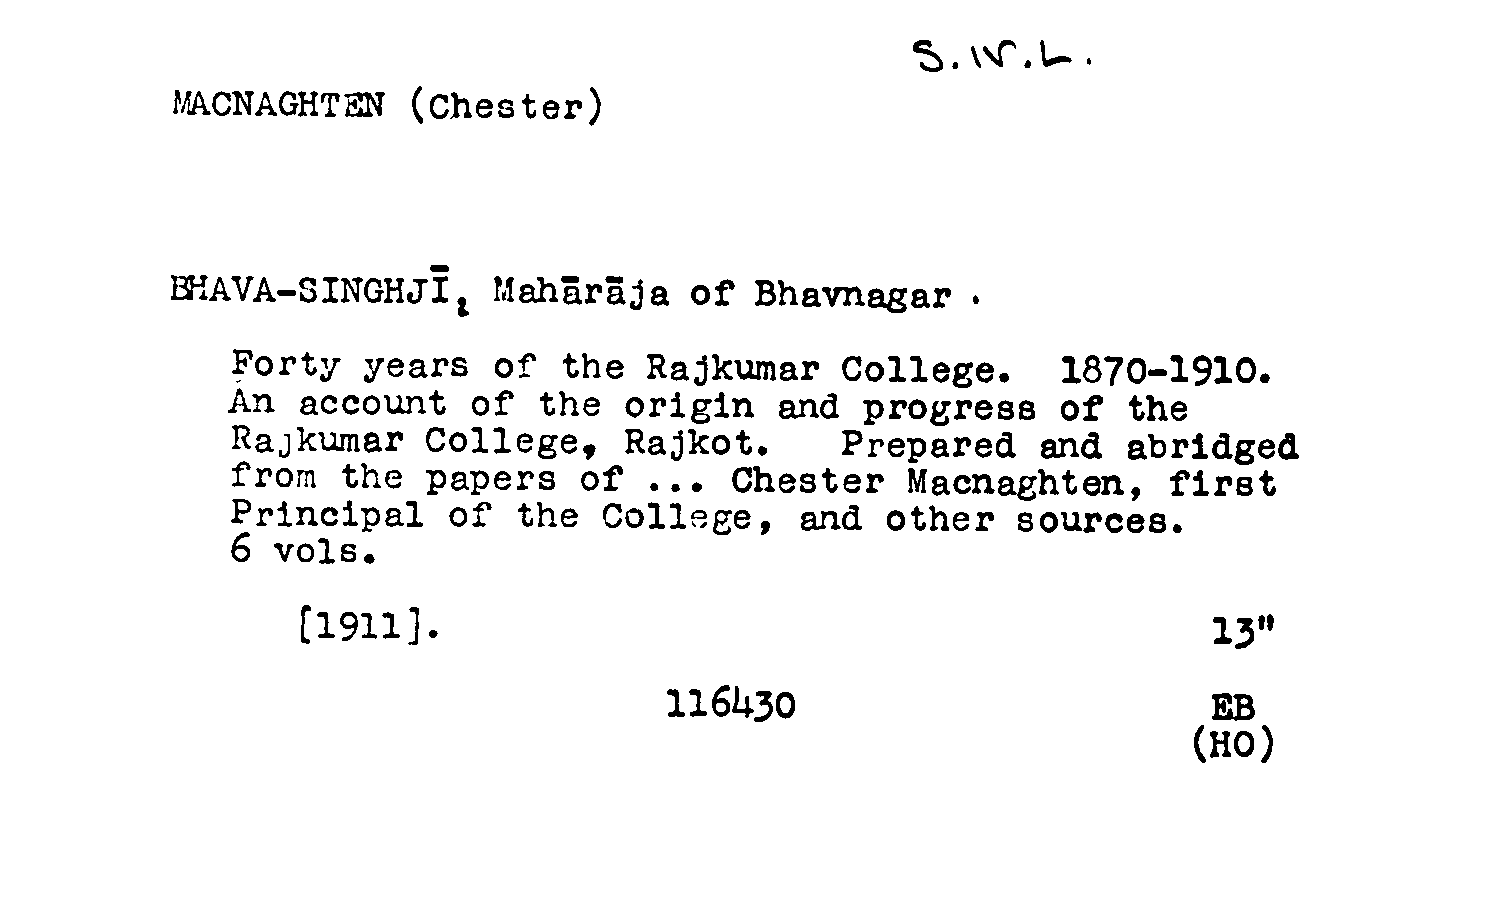 S.W.L.
MACNAGHTEN (Chester)
BHAVA-SINGHJĪ, Mahārāja of Bhavnagar .
Forty years of the Rajkumar College. 1870-1910.
An account of the origin and progress of the
Rajkumar College, Rajkot. Prepared and abridged
from the papers of ... Chester Macnaghten, first
Principal of the College, and other sources.
6 vols.
[1911].
13"
116430
EB
(HO)